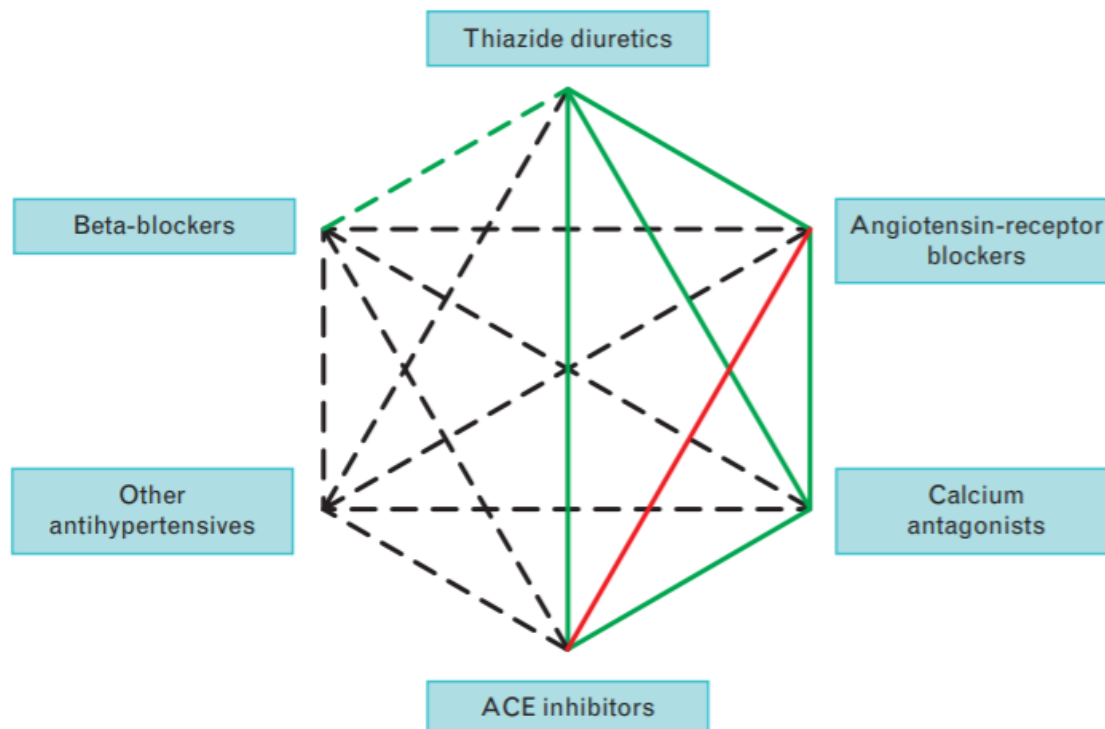 Thiazide diuretics
Beta-blockers
Angiotensin-receptor
blockers
Other
antihypertensives
Calcium
antagonists
ACE inhibitors